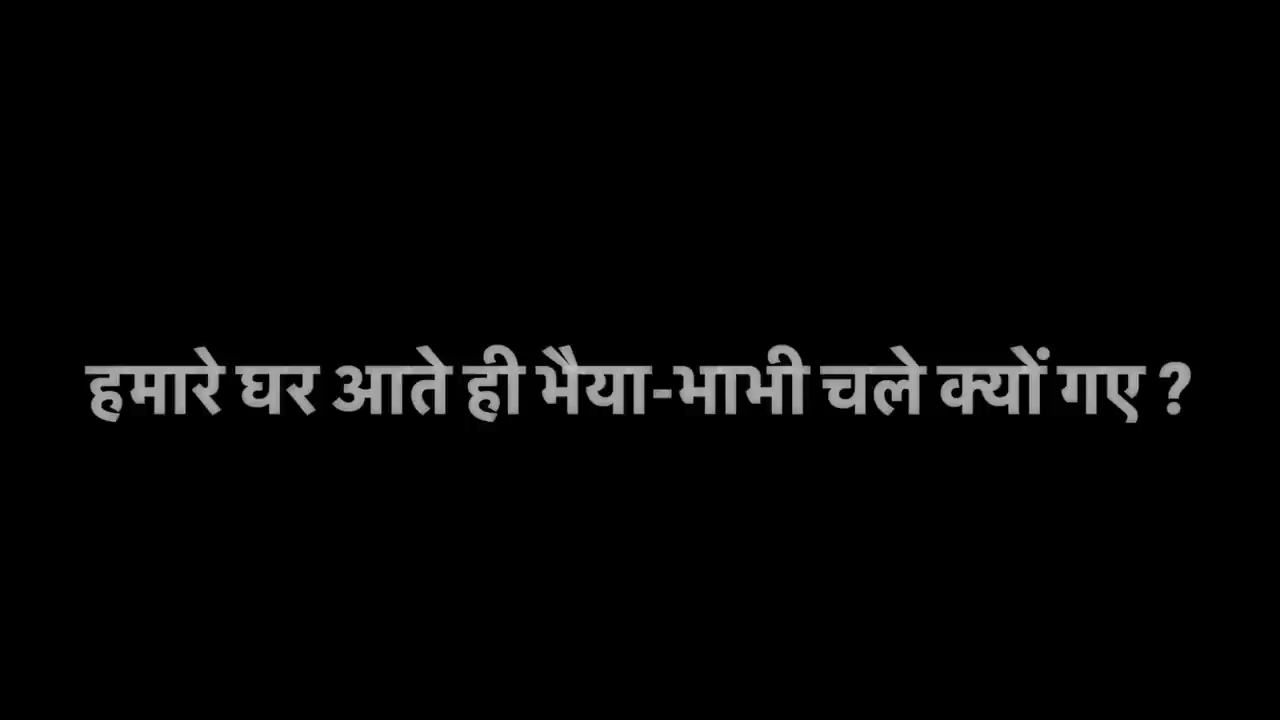 हमारे घर आते ही भैया-भाभी चले क्यों गए ?